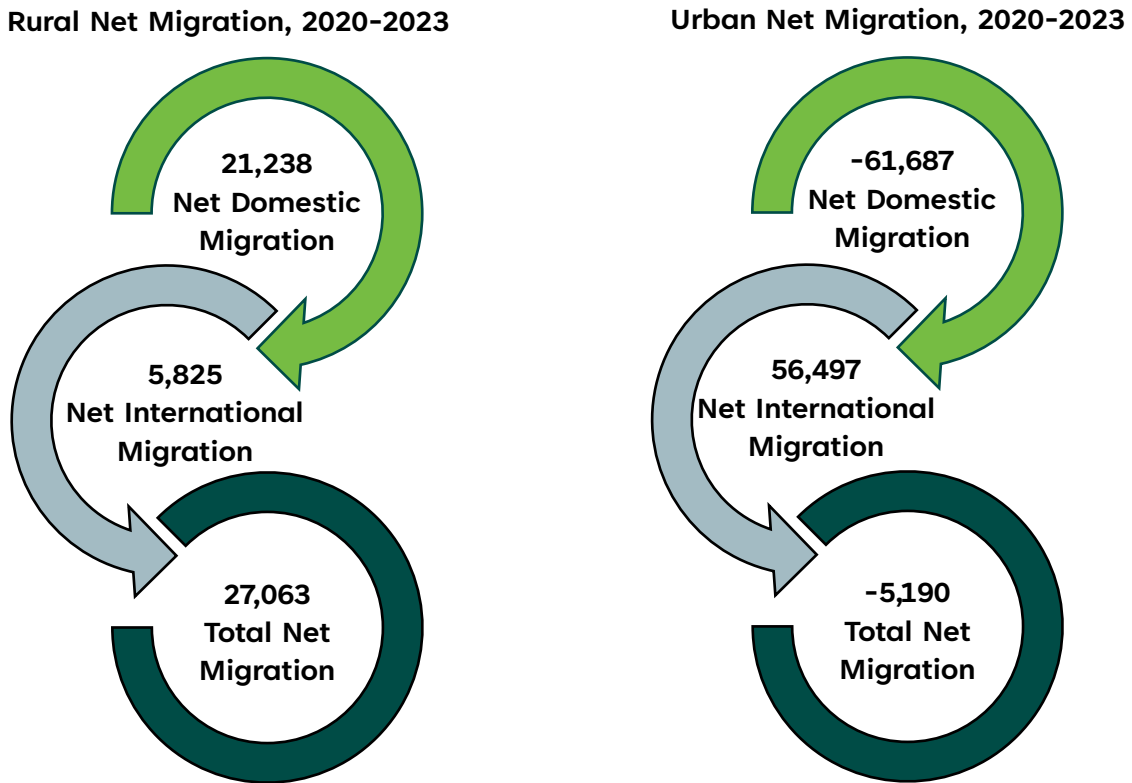 Rural Net Migration, 2020-2023
21,238
Net Domestic
Migration
5,825
Net International
Migration
27,063
Total Net
Migration
Urban Net Migration, 2020-2023
-61,687
Net Domestic
Migration
56,497
Net International
Migration
-5,190
Total Net
Migration